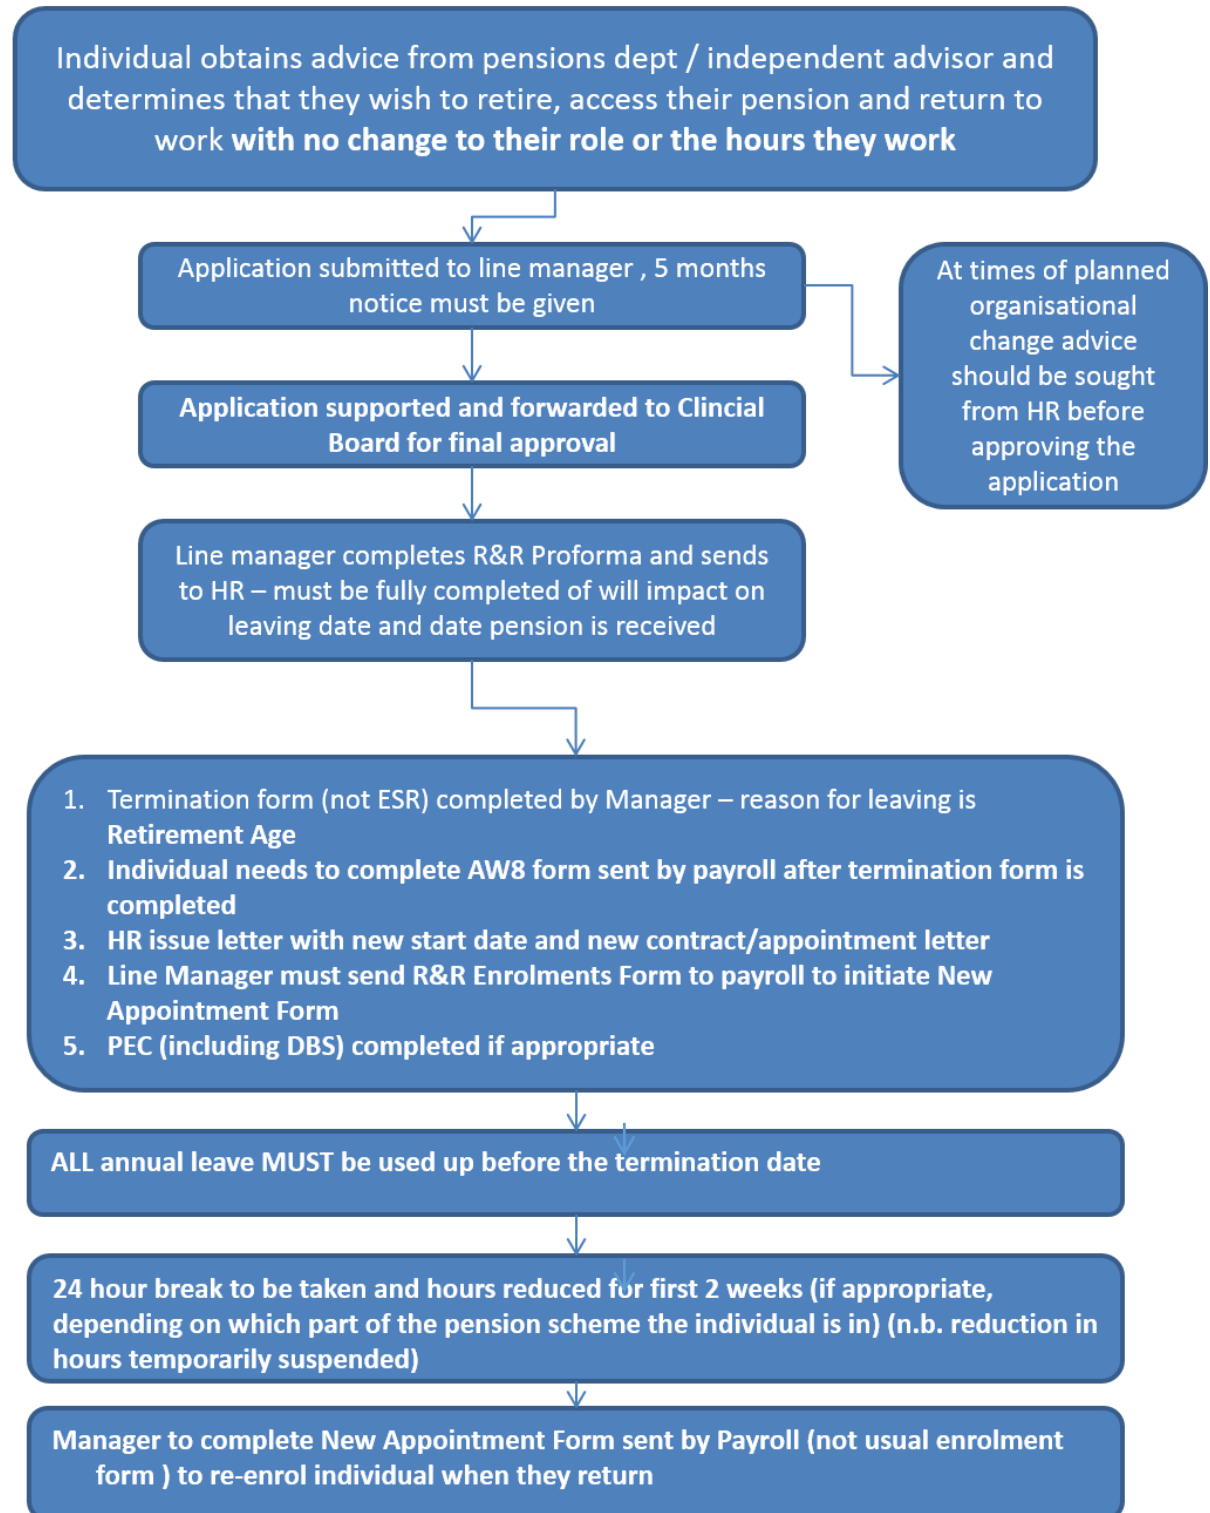 Individual obtains advice from pensions dept / independent advisor and
determines that they wish to retire, access their pension and return to
work with no change to their role or the hours they work
Application submitted to line manager , 5 months
notice must be given
At times of planned
organisational
change advice
should be sought
from HR before
approving the
application
Application supported and forwarded to Clincial
Board for final approval
Line manager completes R&R Proforma and sends
to HR – must be fully completed of will impact on
leaving date and date pension is received
1. Termination form (not ESR) completed by Manager – reason for leaving is
Retirement Age
2. Individual needs to complete AW8 form sent by payroll after termination form is
completed
3. HR issue letter with new start date and new contract/appointment letter
4. Line Manager must send R&R Enrolments Form to payroll to initiate New
Appointment Form
5. PEC (including DBS) completed if appropriate
ALL annual leave MUST be used up before the termination date
24 hour break to be taken and hours reduced for first 2 weeks (if appropriate,
depending on which part of the pension scheme the individual is in) (n.b. reduction in
hours temporarily suspended)
Manager to complete New Appointment Form sent by Payroll (not usual enrolment
form ) to re-enrol individual when they return